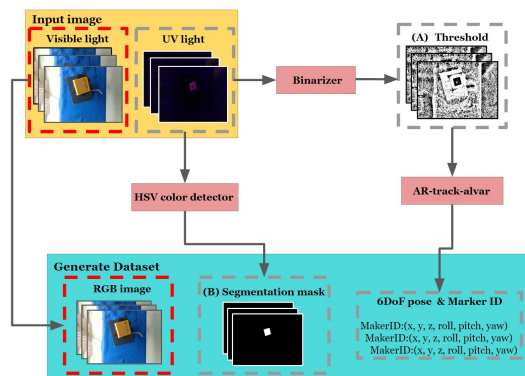 Input image
Visible light
UV light
Binarizer
(A) Threshold
HSV color detector
AR-track-alvar
Generate Dataset
RGB image
(B) Segmentation mask
6DoF pose & Marker ID
MakerID:(x, y, z, roll, pitch, yaw)
MakerID:(x, y, z, roll, pitch, yaw)
MakerID:(x, y, z, roll, pitch, yaw)